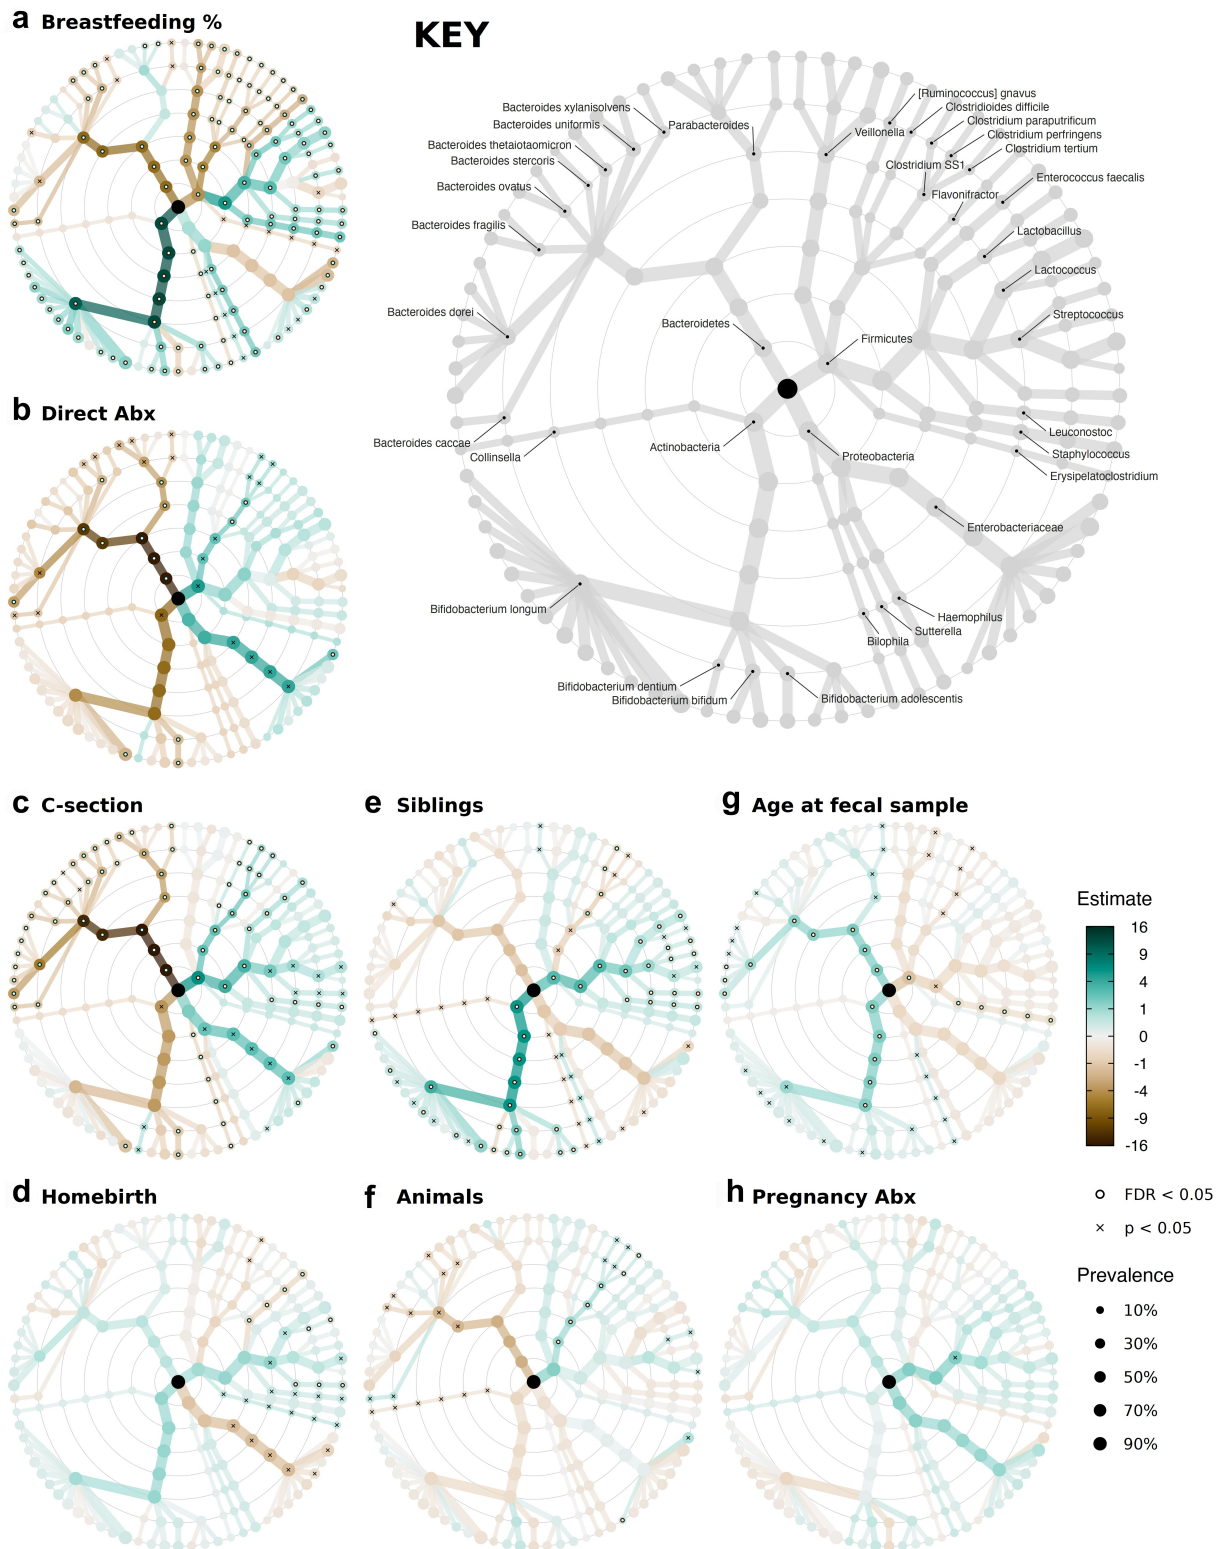 a Breastfeeding %
KEY
[Ruminococcus] gnavus
Bacteroides xylanisolvens
Clostridioides difficile
Parabacteroides
Clostridium paraputrificum
Bacteroides uniformis
Veillonella
Clostridium perfringens
Bacteroides thetaiotaomicron
Clostridium tertium
Bacteroides stercoris
Clostridium SS1
Enterococcus faecalis
Bacteroides ovatus
Flavonifractor
Bacteroides fragilis
Lactobacillus
Lactococcus
Bacteroides dorei
Streptococcus
Bacteroidetes
Firmicutes
b Direct Abx
Leuconostoc
Bacteroides caccae
Actinobacteria
Staphylococcus
Collinsella
Proteobacteria
Erysipelatoclostridium
Enterobacteriaceae
Bifidobacterium longum
Haemophilus
Sutterella
Bilophila
Bifidobacterium dentium
Bifidobacterium bifidum
Bifidobacterium adolescentis
c C-section
e Siblings
g Age at fecal sample
Estimate
16
9
4
1
0
-1
-4
-9
-16
d Homebirth
f Animals
h Pregnancy Abx
FDR < 0.05
p < 0.05
Prevalence
10%
30%
50%
70%
90%